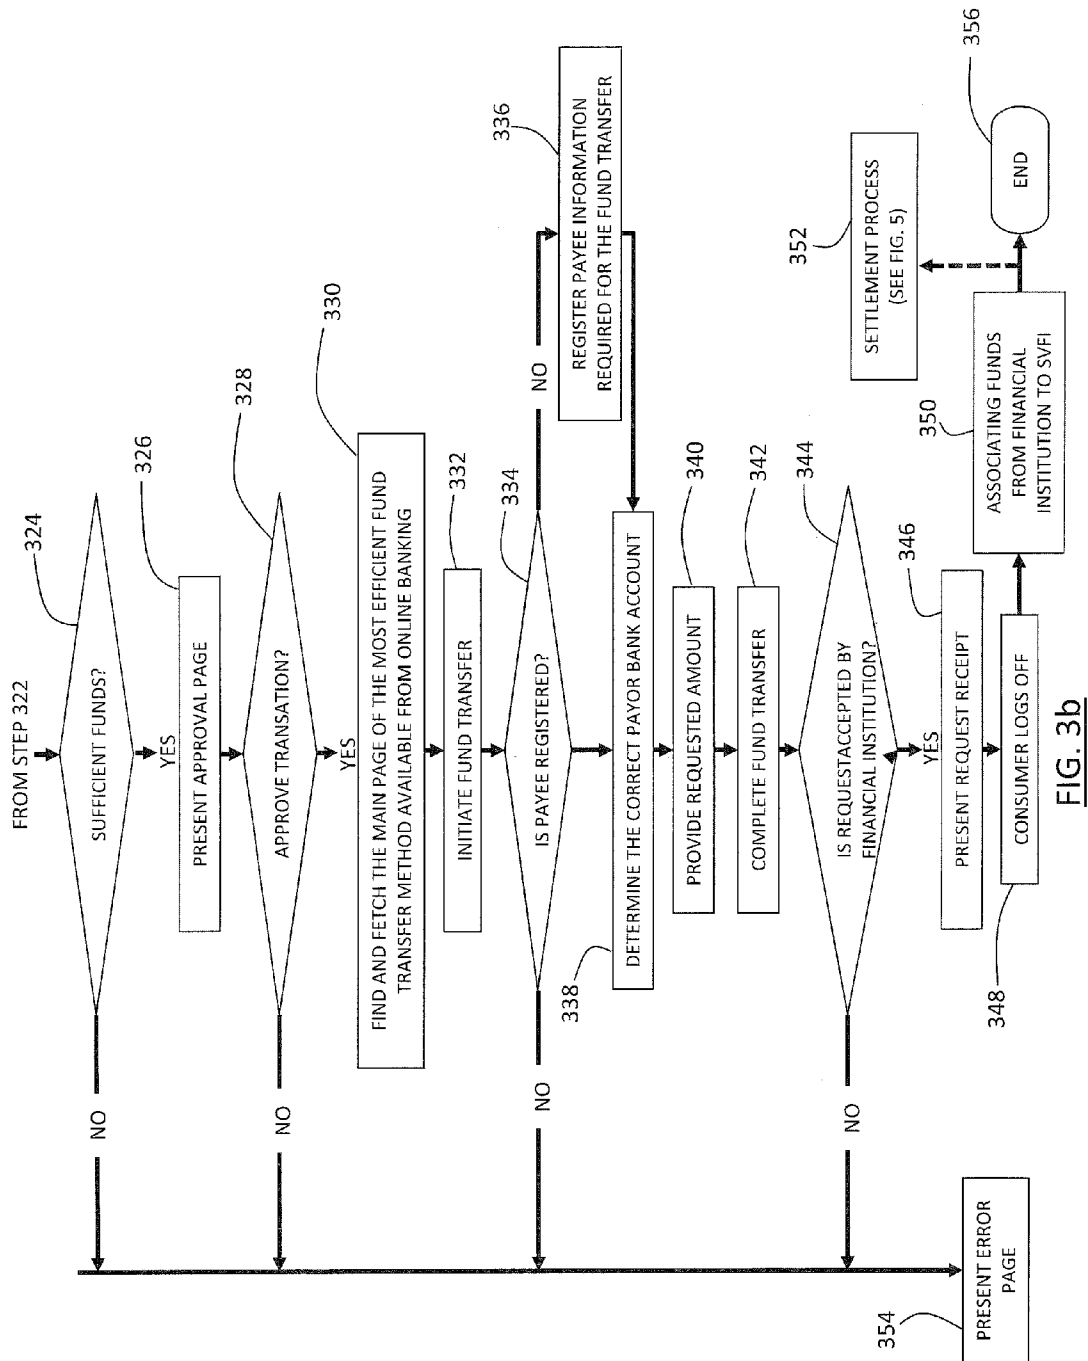 FROM STEP 322
324
SUFFICIENT FUNDS?
NO
YES
326
PRESENT APPROVAL PAGE
328
APPROVE TRANSATION?
NO
YES
330
FIND AND FETCH THE MAIN PAGE OF THE MOST EFFICIENT FUND
TRANSFER METHOD AVAILABLE FROM ONLINE BANKING
332
INITIATE FUND TRANSFER
334
IS PAYEE REGISTERED?
NO
NO
336
REGISTER PAYEE INFORMATION
REQUIRED FOR THE FUND TRANSFER
338
DETERMINE THE CORRECT PAYOR BANK ACCOUNT
340
PROVIDE REQUESTED AMOUNT
342
COMPLETE FUND TRANSFER
344
IS REQUESTACCEPTED BY
FINANCIAL INSTITUTION?
NO
YES
346
PRESENT REQUEST RECEIPT
348
CONSUMER LOGS OFF
350
ASSOCIATING FUNDS
FROM FINANCIAL
INSTITUTION TO SVFI
352
SETTLEMENT PROCESS
(SEE FIG. 5)
356
END
354
PRESENT ERROR
PAGE
FIG. 3b